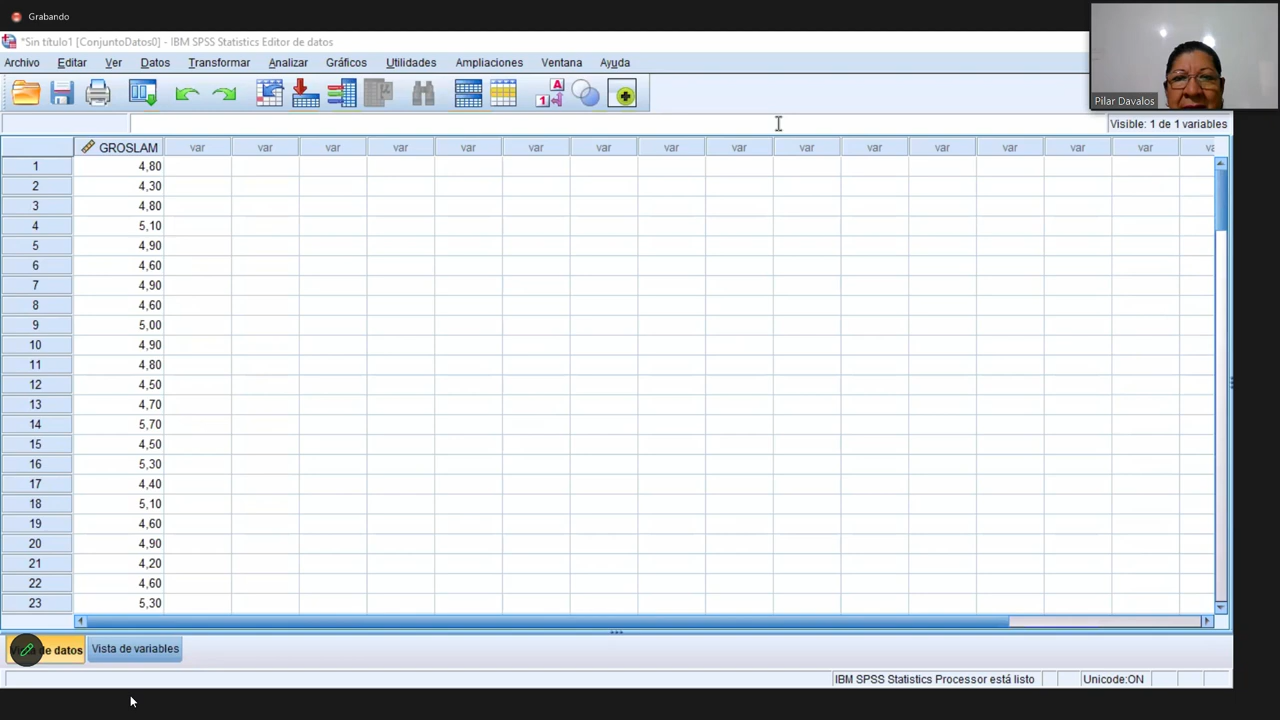 Grabando
*Sin título1 [ConjuntoDatos0] - IBM SPSS Statistics Editor de datos
Archivo Editar Ver Datos Transformar Analizar Gráficos Utilidades Ampliaciones Ventana Ayuda
A
1
Pilar Davalos
Visible: 1 de 1 variables
GROSLAM var var var var var var var var var var var var var var var
1 4,80
2 4,30
3 4,80
4 5,10
5 4,90
6 4,60
7 4,90
8 4,60
9 5,00
10 4,90
11 4,80
12 4,50
13 4,70
14 5,70
15 4,50
16 5,30
17 4,40
18 5,10
19 4,60
20 4,90
21 4,20
22 4,60
23 5,30
de datos Vista de variables
IBM SPSS Statistics Processor está listo Unicode:ON